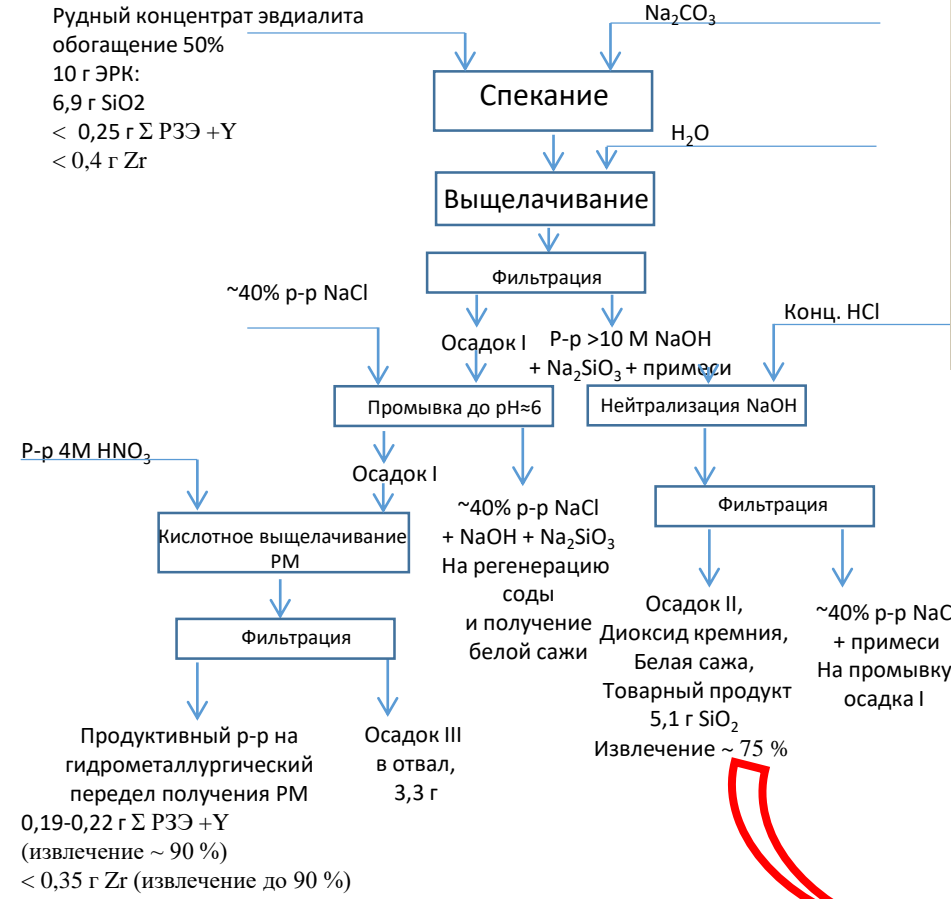 Рудный концентрат эвдиалита
обогащение 50%
10 г ЭРК:
6,9 г SiO2
< 0,25 г Σ РЗЭ +Y
< 0,4 г Zr
Na₂CO₃
Спекание
H₂O
Выщелачивание
Фильтрация
~40% р-р NaCl
Конц. HCl
Осадок I
Р-р >10 М NaOH
+ Na₂SiO₃ + примеси
Промывка до pH≈6
Нейтрализация NaOH
Р-р 4М HNO₃
Осадок I
Кислотное выщелачивание
РМ
~40% р-р NaCl
+ NaOH + Na₂SiO₃
На регенерацию
соды
и получение
белой сажи
Фильтрация
Фильтрация
Осадок II,
Диоксид кремния,
Белая сажа,
Товарный продукт
5,1 г SiO₂
Извлечение ~ 75 %
~40% р-р NaC
+ примеси
На промывку
осадка I
Продуктивный р-р на
гидрометаллургический
передел получения РМ
0,19-0,22 г Σ РЗЭ +Y
(извлечение ~ 90 %)
< 0,35 г Zr (извлечение до 90 %)
Осадок III
в отвал,
3,3 г